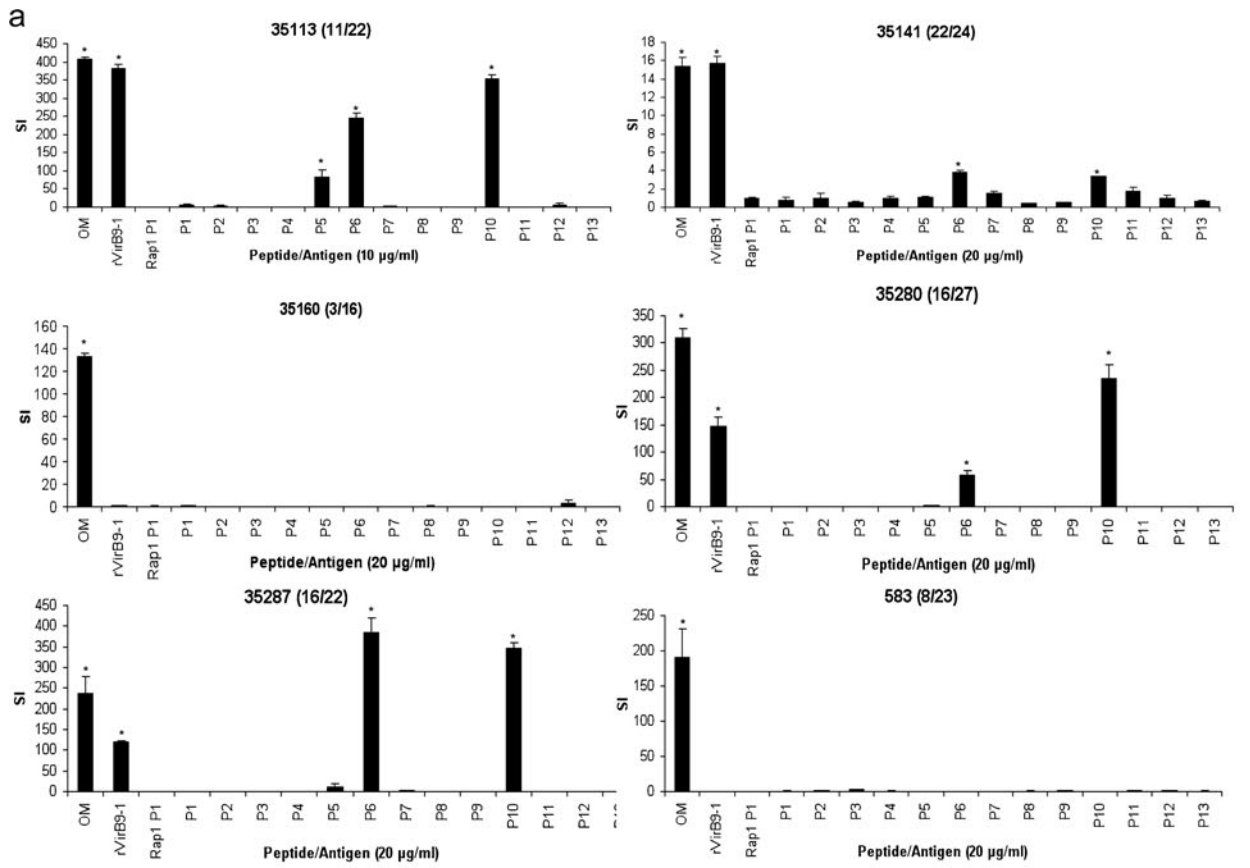 a
35113 (11/22)
450
400
350
300
250
200
150
100
50
0
SI
*
*
*
*
*
OM
rVirB9-1
Rap1 P1
P1
P2
P3
P4
P5
P6
P7
P8
P9
P10
P11
P12
P13
Peptide/Antigen (10 µg/ml)
35141 (22/24)
18
16
14
12
10
8
6
4
2
0
SI
*
*
*
*
OM
rVirB9-1
Rap1 P1
P1
P2
P3
P4
P5
P6
P7
P8
P9
P10
P11
P12
P13
Peptide/Antigen (20 µg/ml)
35160 (3/16)
160
140
120
100
80
60
40
20
0
SI
*
OM
rVirB9-1
Rap1 P1
P1
P2
P3
P4
P5
P6
P7
P8
P9
P10
P11
P12
P13
Peptide/Antigen (20 µg/ml)
35280 (16/27)
350
300
250
200
150
100
50
0
SI
*
*
*
*
OM
rVirB9-1
Rap1 P1
P1
P2
P3
P4
P5
P6
P7
P8
P9
P10
P11
P12
P13
Peptide/Antigen (20 µg/ml)
35287 (16/22)
450
400
350
300
250
200
150
100
50
0
SI
*
*
*
*
OM
rVirB9-1
Rap1 P1
P1
P2
P3
P4
P5
P6
P7
P8
P9
P10
P11
P12
Peptide/Antigen (20 µg/ml)
583 (8/23)
250
200
150
100
50
0
SI
*
OM
rVirB9-1
Rap1 P1
P1
P2
P3
P4
P5
P6
P7
P8
P9
P10
P11
P12
P13
Peptide/Antigen (20 µg/ml)